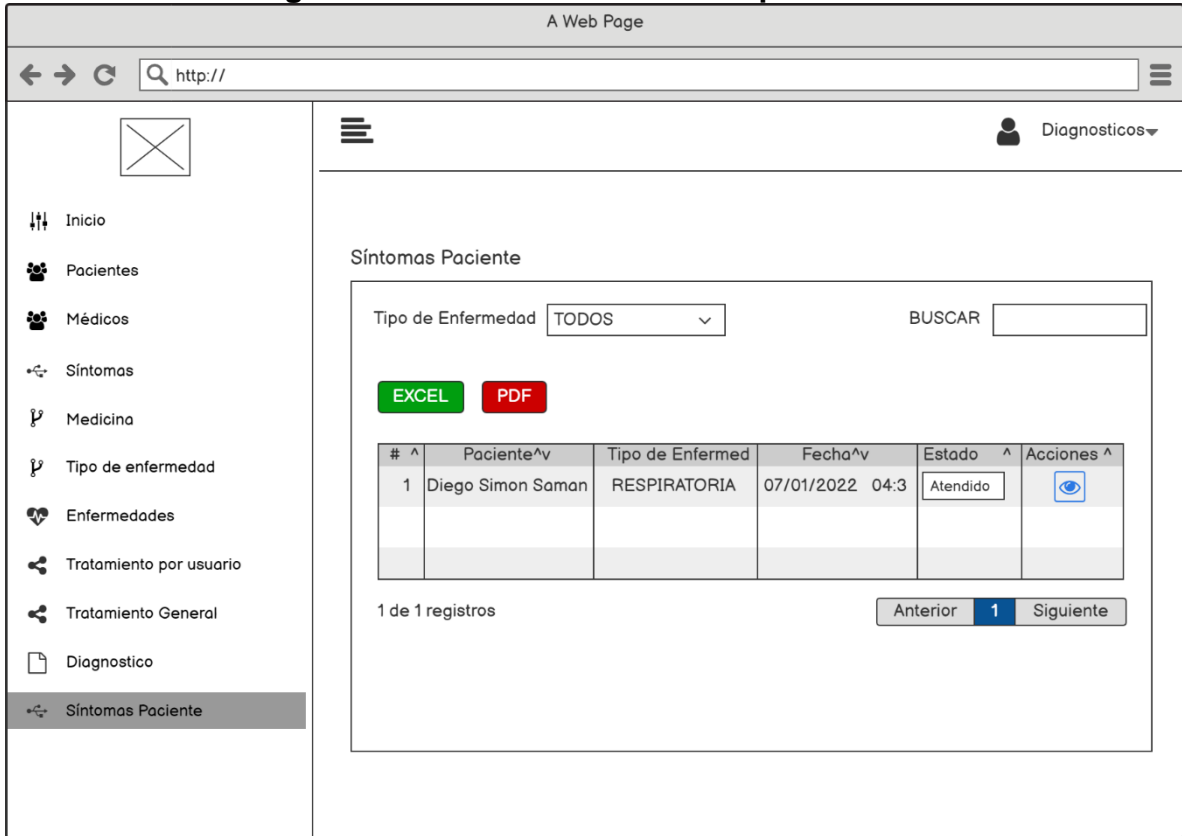 A Web Page
http://
Diagnosticos
Inicio
Pacientes
Médicos
Síntomas
Medicina
Tipo de enfermedad
Enfermedades
Tratamiento por usuario
Tratamiento General
Diagnostico
Síntomas Paciente
Síntomas Paciente
Tipo de Enfermedad TODOS BUSCAR
EXCEL PDF
# ^ Paciente^v Tipo de Enfermed Fecha^v Estado ^ Acciones ^
1 Diego Simon Saman RESPIRATORIA 07/01/2022 04:3 Atendido
1 de 1 registros Anterior 1 Siguiente